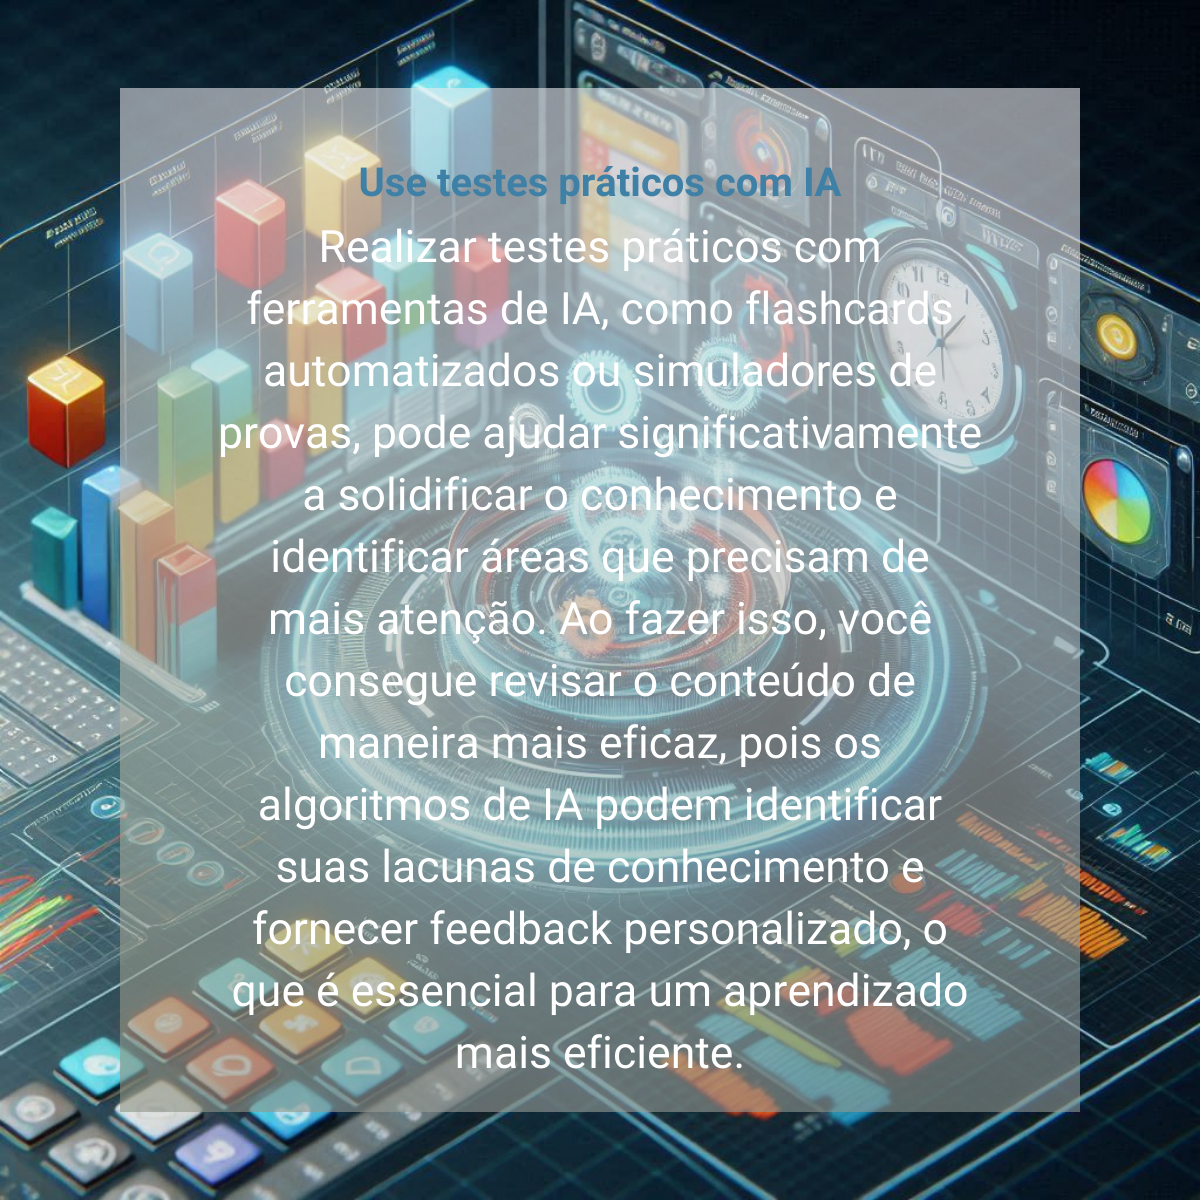 Use testes práticos com IA
Realizar testes práticos com
ferramentas de IA, como flashcards
automatizados ou simuladores de
provas, pode ajudar significativamente
a solidificar o conhecimento e
identificar áreas que precisam de
mais atenção. Ao fazer isso, você
consegue revisar o conteúdo de
maneira mais eficaz, pois os
algoritmos de IA podem identificar
suas lacunas de conhecimento e
fornecer feedback personalizado, o
que é essencial para um aprendizado
mais eficiente.